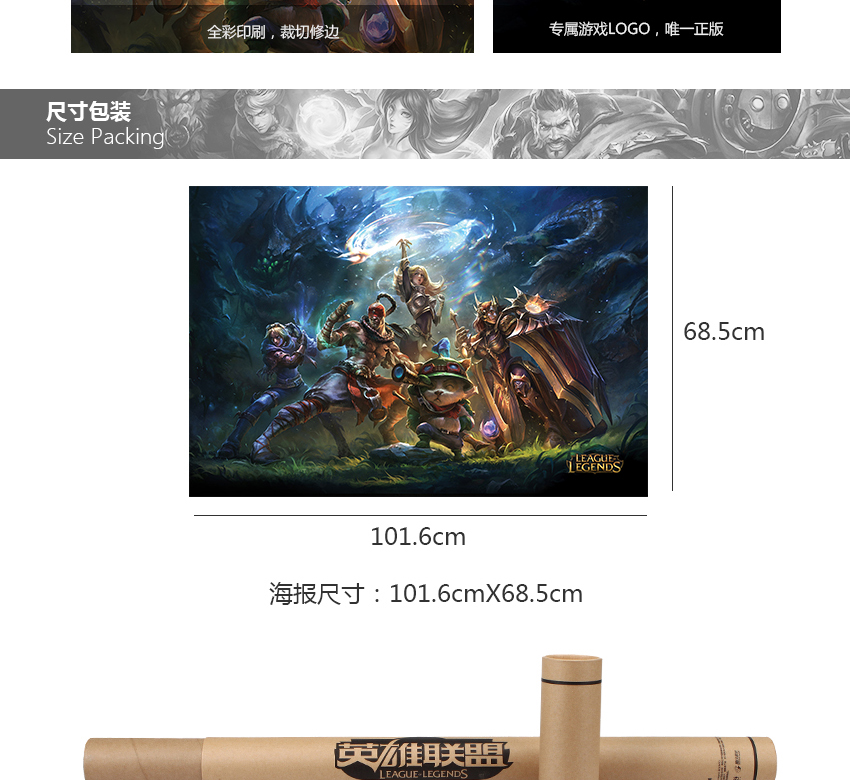 全彩印刷，裁切修边
专属游戏LOGO，唯一正版
尺寸包装
Size Packing
68.5cm
LEAGUE OF
LEGENDS
101.6cm
海报尺寸：101.6cmX68.5cm
英雄联盟
LEAGUE OF LEGENDS